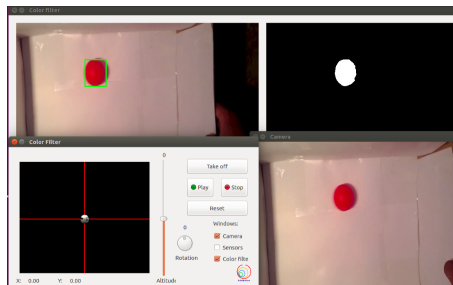 Color filter
Camera
Color Filter
0
Take off
Play
Stop
Reset
0
Rotation
Windows:
Camera
Sensors
Color Filte
X: 0.00 Y: 0.00
Altitude